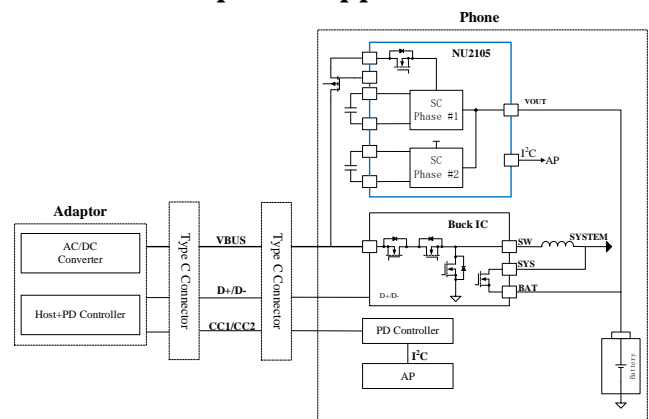 Phone
NU2105
SC
Phase #1
VOUT
I²C
AP
SC
Phase #2
Adaptor
AC/DC
Converter
Host+PD Controller
Type C Connector
VBUS
D+/D-
CC1/CC2
Type C Connector
Buick IC
SW
SYSTEM
SYS
BAT
D+/D-
PD Controller
I²C
AP
Battery